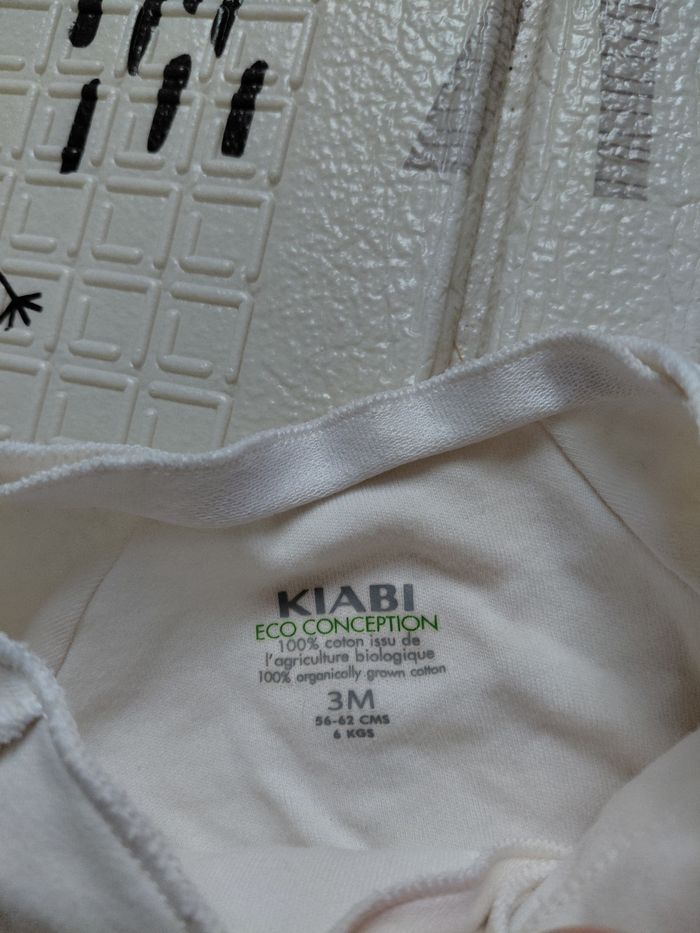 KIABI
ECO CONCEPTION
100% coton issu de
l'agriculture biologique
100% organically grown cotton
3M
56-62 CMS
6 KGS